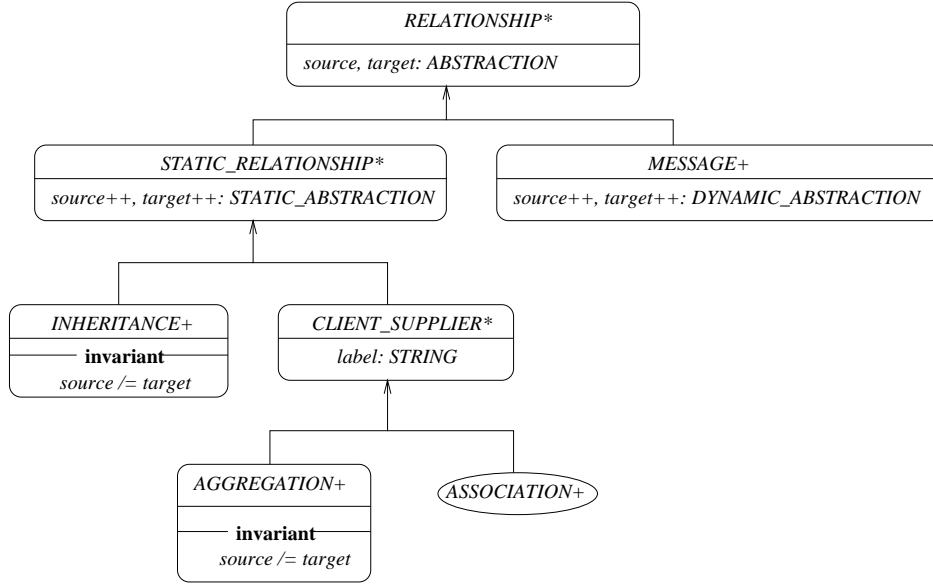 RELATIONSHIP*
source, target: ABSTRACTION
STATIC_RELATIONSHIP*
source++, target++: STATIC_ABSTRACTION
MESSAGE+
source++, target++: DYNAMIC_ABSTRACTION
INHERITANCE+
invariant
source /= target
CLIENT_SUPPLIER*
label: STRING
AGGREGATION+
invariant
source /= target
ASSOCIATION+